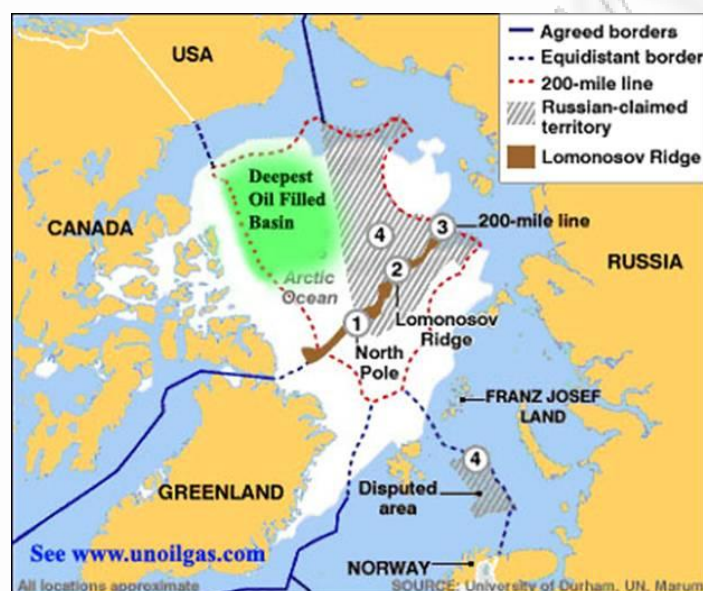 Agreed borders
Equidistant border
200-mile line
Russian-claimed
territory
Lomonosov Ridge
USA
CANADA
Deepest
Oil Filled
Basin
Arctic
Ocean
4
3
200-mile line
2
Lomonosov
Ridge
1
North
Pole
RUSSIA
FRANZ JOSEF
LAND
4
Disputed
area
GREENLAND
NORWAY
See www.unoilgas.com
All locations approximate
SOURCE: University of Durham, UN, Marum